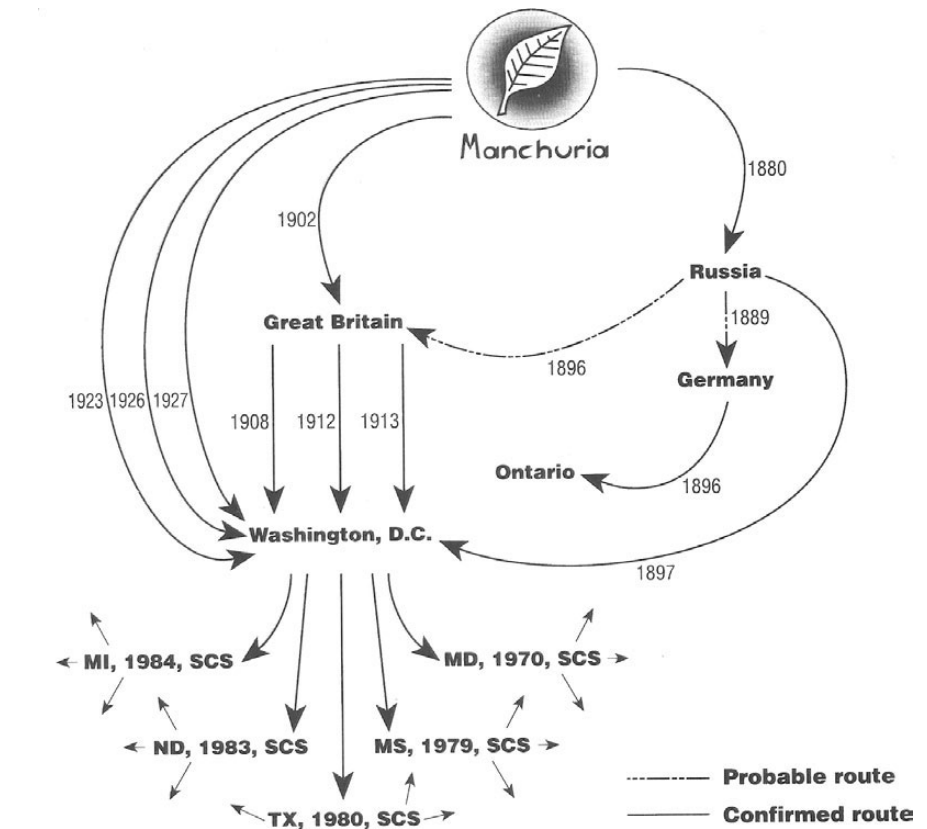 Manchuria
1880
1902
Russia
Great Britain
1889
1896
Germany
1923 1926 1927
1908 1912 1913
Ontario
1896
Washington, D.C.
1897
MI, 1984, SCS
MD, 1970, SCS
ND, 1983, SCS
MS, 1979, SCS
TX, 1980, SCS
Probable route
Confirmed route